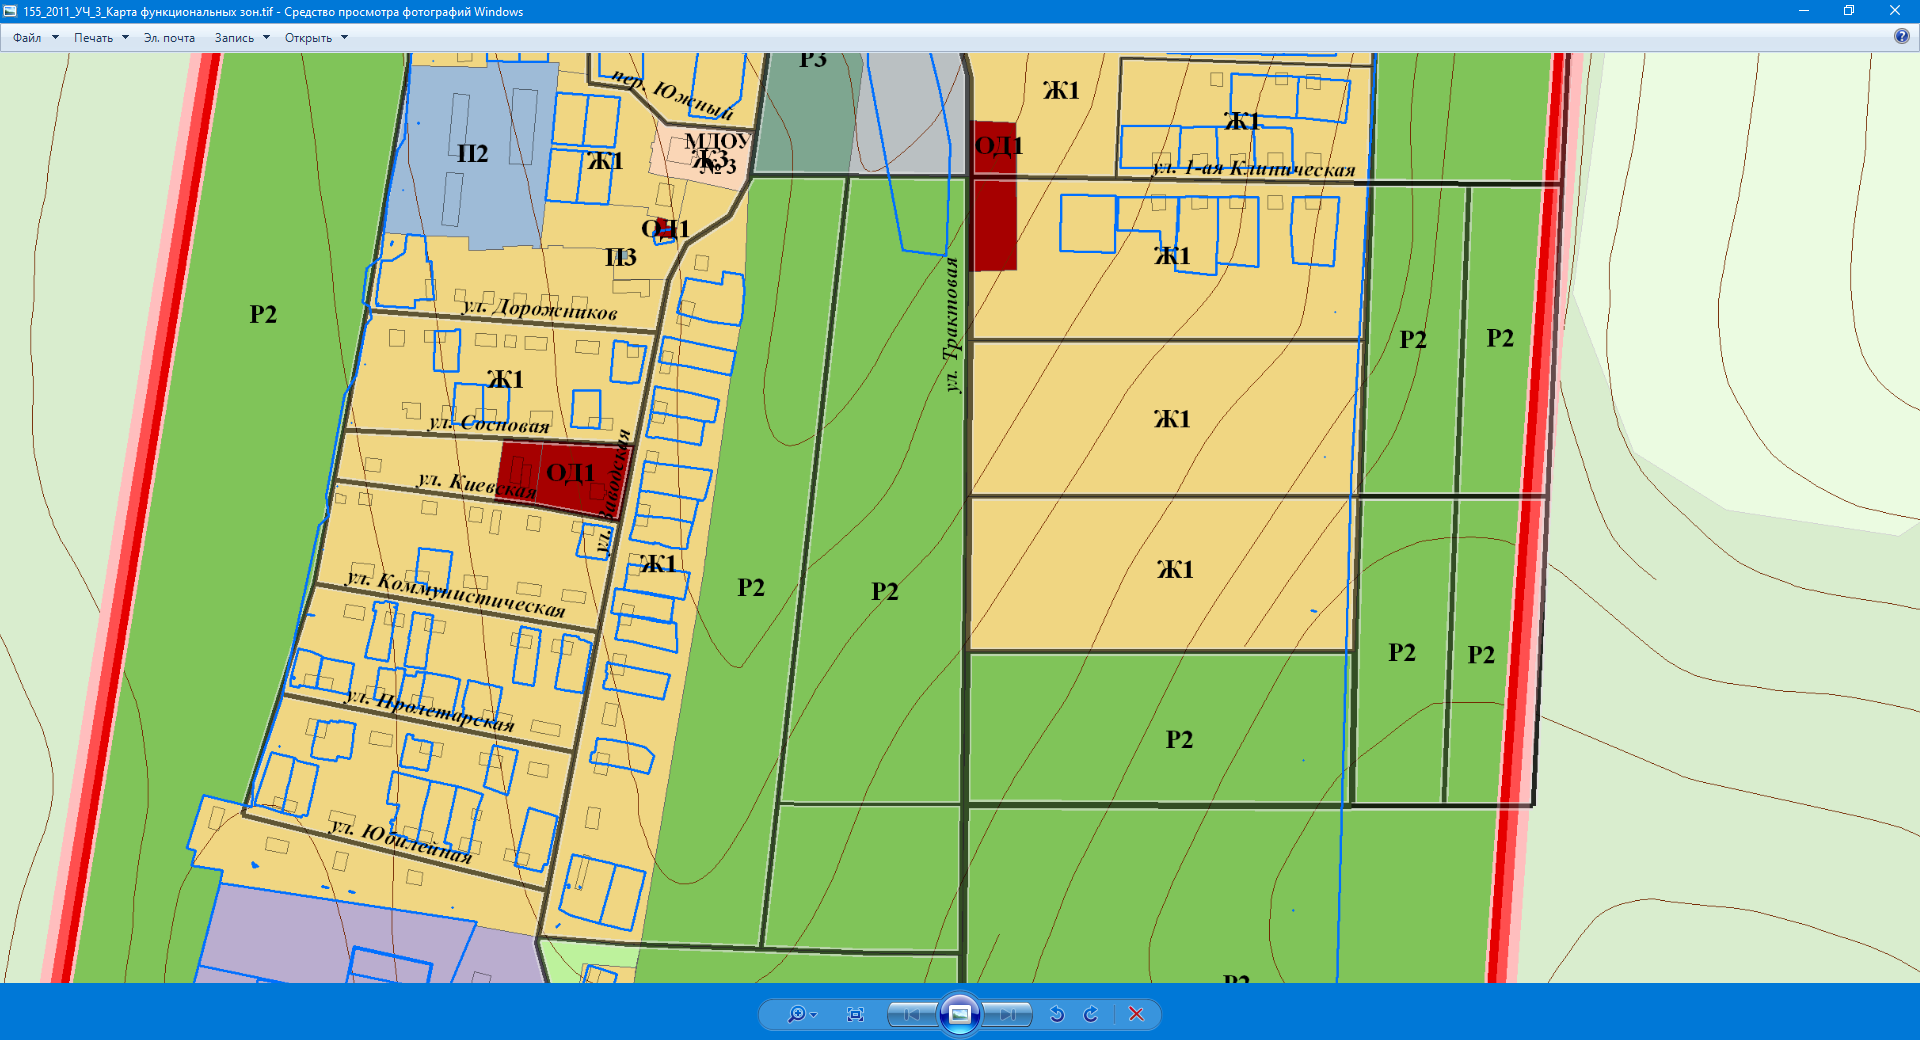 155_2011_УЧ_3_Карта функциональных зон.tif - Средство просмотра фотографий Windows
Файл Печать Эл. почта Запись Открыть
Р3
Ж1
пер. Южный
Ж1
П2
Ж1
МДОУ
Ж3
№3
ОД1
ул. 1-ая Клиническая
ОД1
П3
Ж1
Р2
ул. Дорожников
ул. Трактовая
Р2
Р2
Ж1
ул. Сосновая
Ж1
ОД1
ул. Киевская
ул. Заводская
Ж1
Ж1
ул. Коммунистическая
Р2
Р2
Р2
Р2
ул. Пролетарская
Р2
ул. Юбилейная
Р2